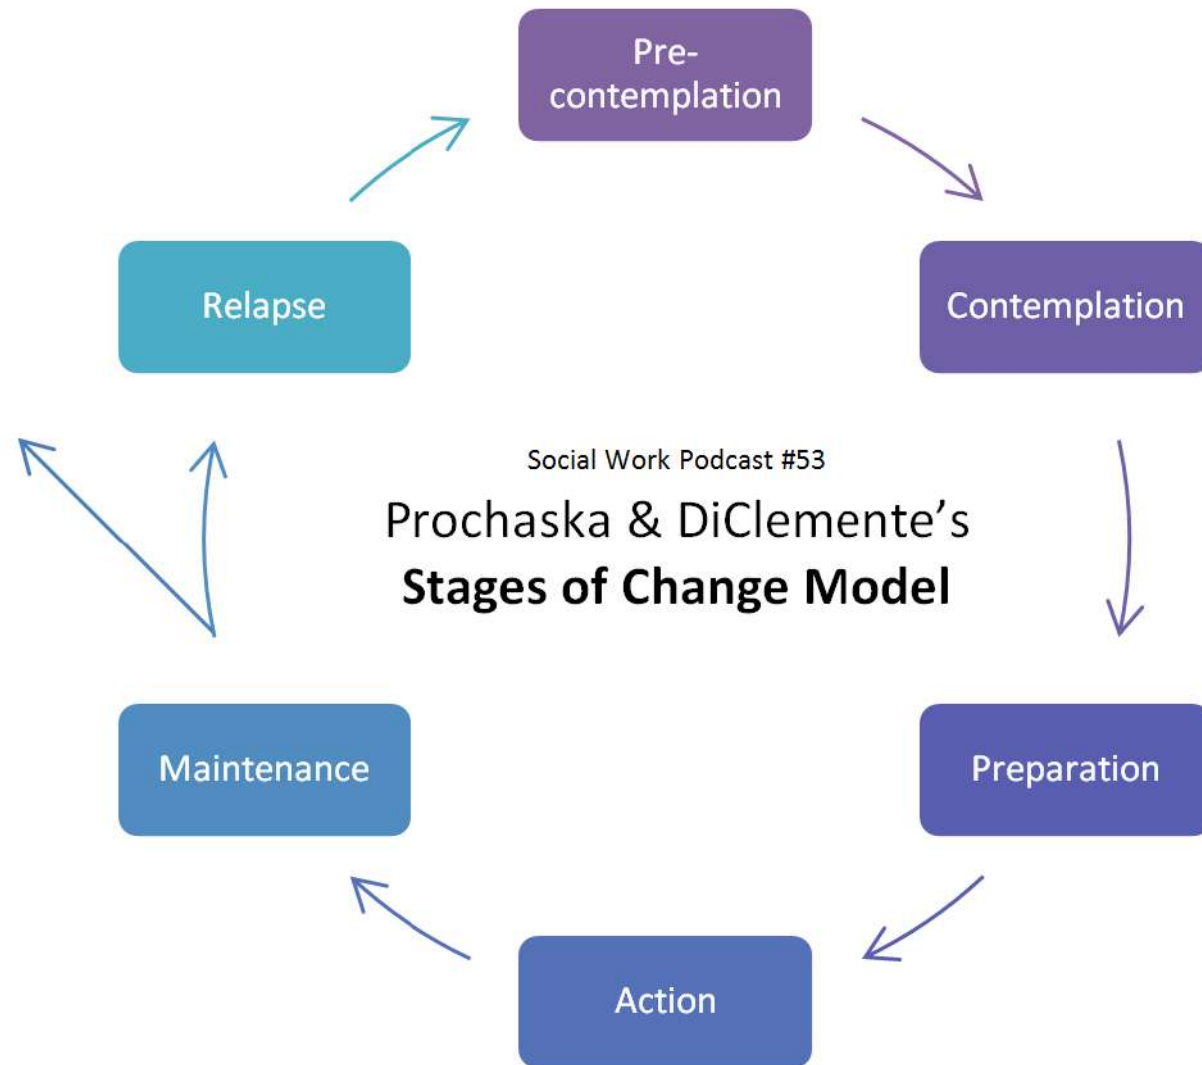 Pre-
contemplation
Contemplation
Preparation
Action
Maintenance
Relapse
Social Work Podcast #53
Prochaska & DiClemente’s
Stages of Change Model